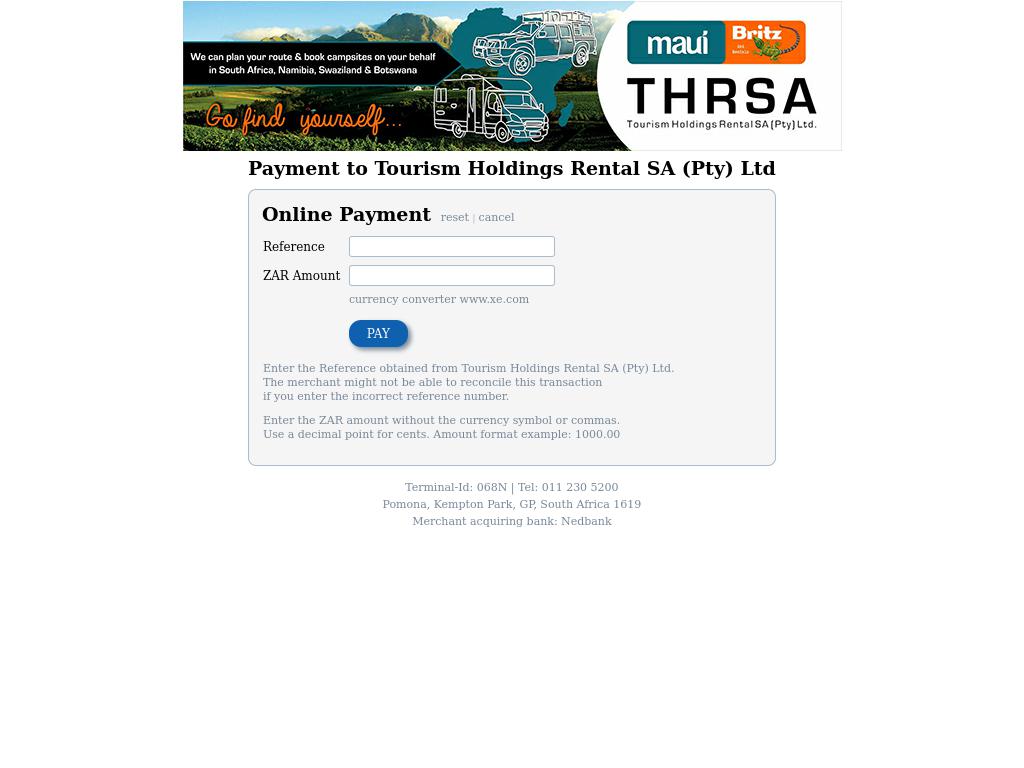 We can plan your route & book campsites on your behalf
in South Africa, Namibia, Swaziland & Botswana
Go find yourself...
maui
Britz
4x4
Rentals
THRSA
Tourism Holdings Rental SA (Pty) Ltd.
Payment to Tourism Holdings Rental SA (Pty) Ltd
Online Payment reset | cancel
Reference
ZAR Amount
currency converter www.xe.com
PAY
Enter the Reference obtained from Tourism Holdings Rental SA (Pty) Ltd.
The merchant might not be able to reconcile this transaction
if you enter the incorrect reference number.
Enter the ZAR amount without the currency symbol or commas.
Use a decimal point for cents. Amount format example: 1000.00
Terminal-Id: 068N | Tel: 011 230 5200
Pomona, Kempton Park, GP, South Africa 1619
Merchant acquiring bank: Nedbank